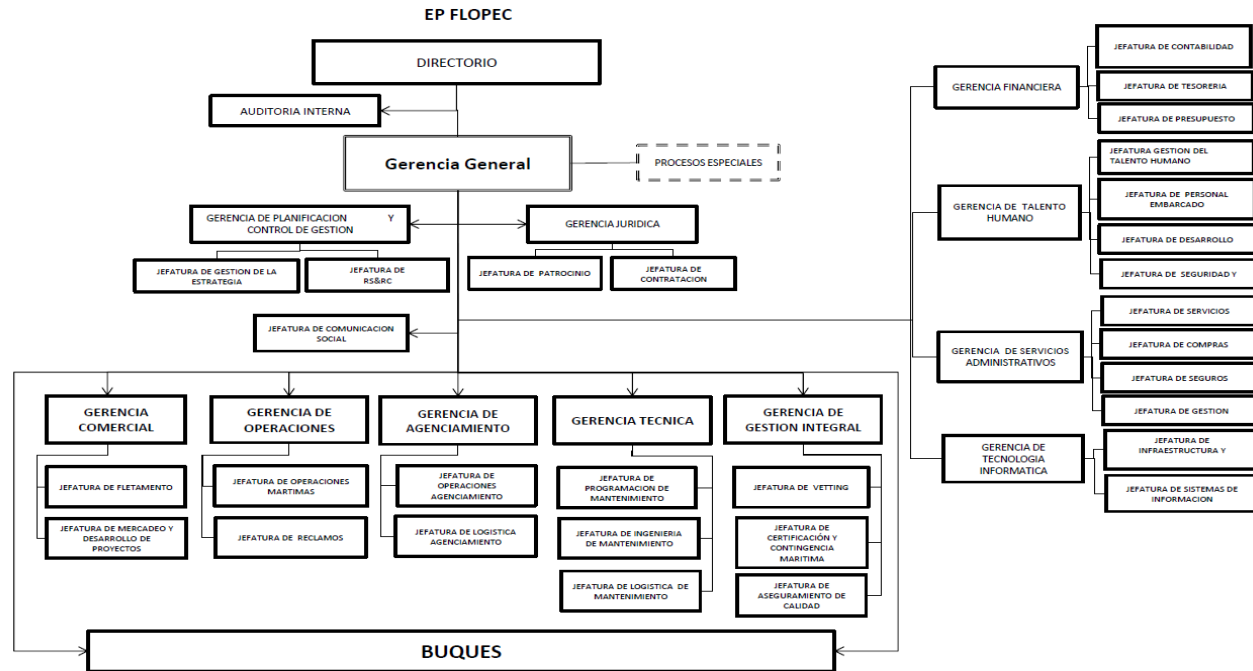 EP FLOPEC
DIRECTORIO
AUDITORIA INTERNA
Gerencia General
PROCESOS ESPECIALES
GERENCIA DE PLANIFICACION Y
CONTROL DE GESTION
GERENCIA JURIDICA
JEFATURA DE GESTION DE LA
ESTRATEGIA
JEFATURA DE
RS&RC
JEFATURA DE PATROCINIO
JEFATURA DE
CONTRATACION
JEFATURA DE COMUNICACION
SOCIAL
GERENCIA
COMERCIAL
JEFATURA DE FLETAMENTO
JEFATURA DE MERCADEO Y
DESARROLLO DE
PROYECTOS
GERENCIA DE
OPERACIONES
JEFATURA DE OPERACIONES
MARTIMAS
JEFATURA DE RECLAMOS
GERENCIA DE
AGENCIAMIENTO
JEFATURA DE
OPERACIONES
AGENCIAMIENTO
JEFATURA DE LOGISTICA
AGENCIAMIENTO
GERENCIA TECNICA
JEFATURA DE
PROGRAMACION DE
MANTENIMIENTO
JEFATURA DE INGENIERIA
DE MANTENIMIENTO
JEFATURA DE LOGISTICA DE
MANTENIMIENTO
GERENCIA DE
GESTION INTEGRAL
JEFATURA DE VETTING
JEFATURA DE
CERTIFICACIÓN Y
CONTINGENCIA
MARITIMA
JEFATURA DE
ASEGURAMIENTO DE
CALIDAD
BUQUES
GERENCIA FINANCIERA
JEFATURA DE CONTABILIDAD
JEFATURA DE TESORERIA
JEFATURA DE PRESUPUESTO
GERENCIA DE TALENTO
HUMANO
JEFATURA GESTION DEL
TALENTO HUMANO
JEFATURA DE PERSONAL
EMBARCADO
JEFATURA DE DESARROLLO
JEFATURA DE SEGURIDAD Y
GERENCIA DE SERVICIOS
ADMINISTRATIVOS
JEFATURA DE SERVICIOS
JEFATURA DE COMPRAS
JEFATURA DE SEGUROS
JEFATURA DE GESTION
GERENCIA DE
TECNOLOGIA
INFORMATICA
JEFATURA DE
INFRAESTRUCTURA Y
JEFATURA DE SISTEMAS DE
INFORMACION